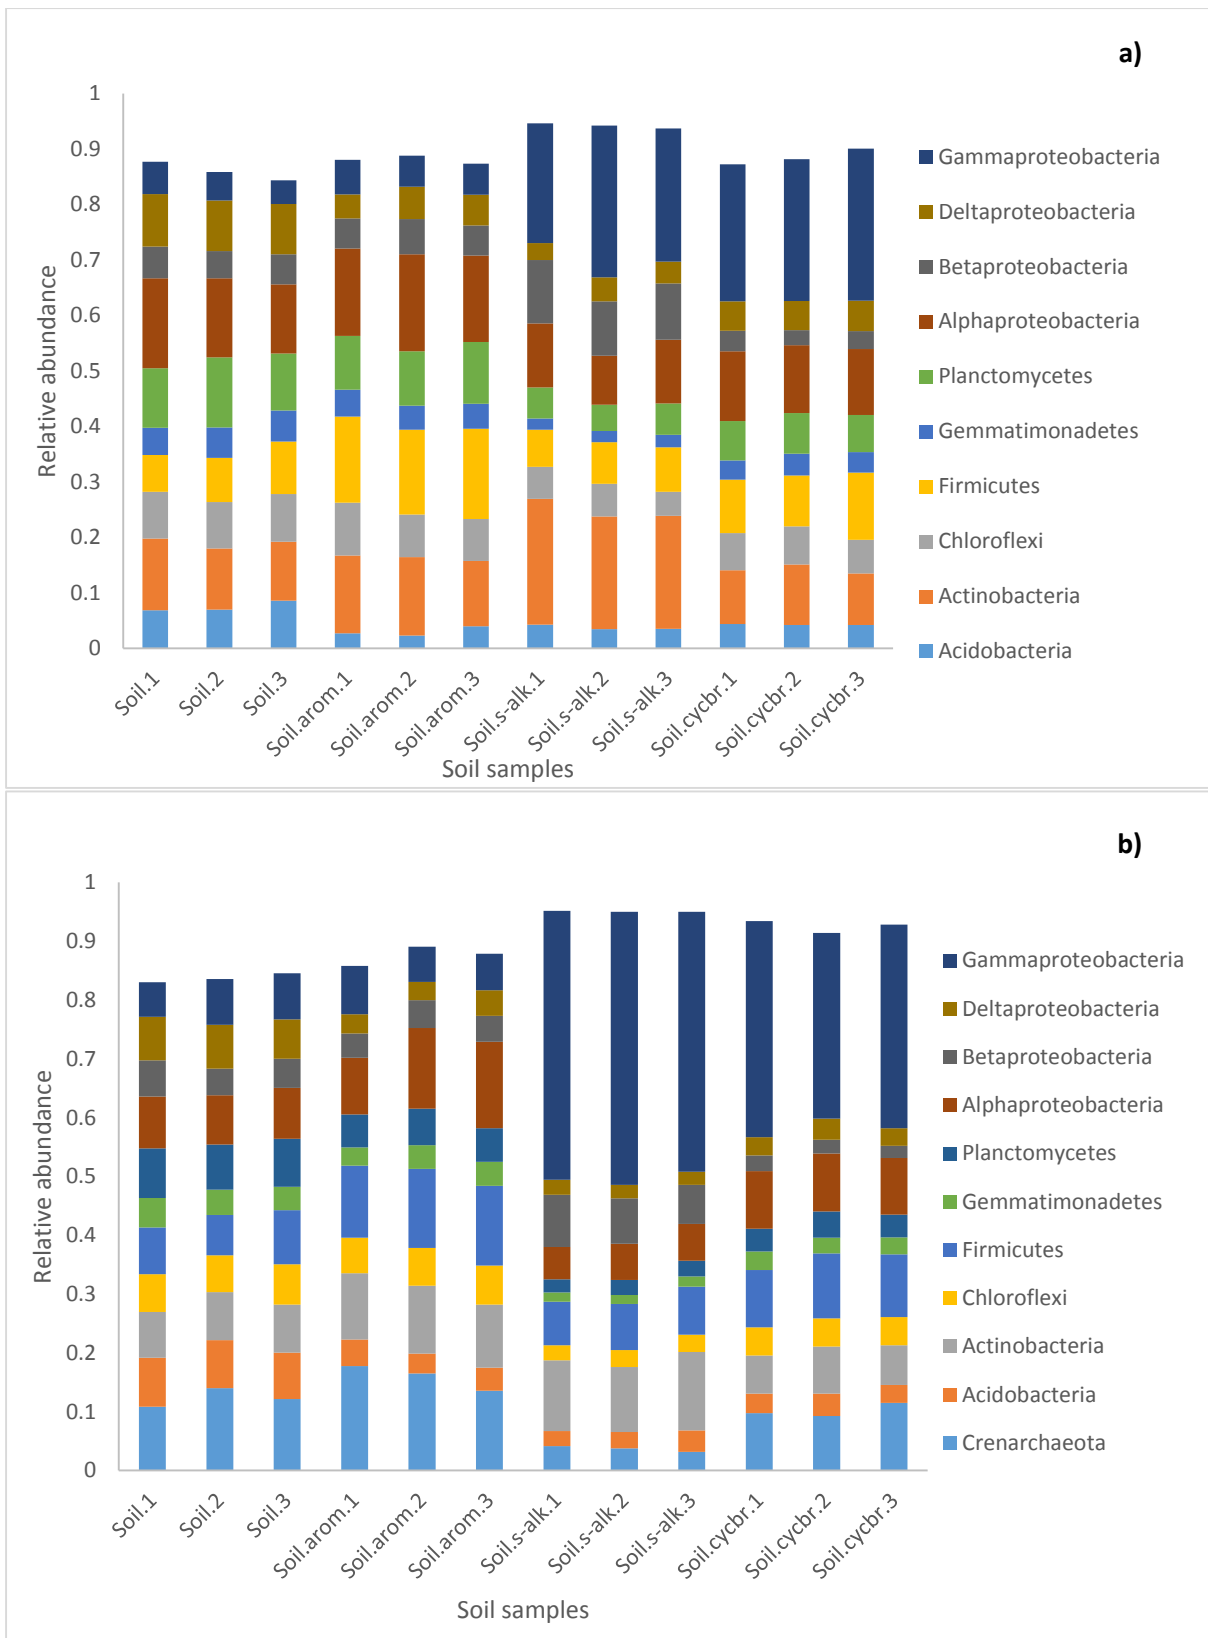 a)
1
0.9
0.8
0.7
0.6
0.5
0.4
0.3
0.2
0.1
0
Relative abundance
Soil.1
Soil.2
Soil.3
Soil.arom.1
Soil.arom.2
Soil.arom.3
Soil.s-alk.1
Soil.s-alk.2
Soil.s-alk.3
Soil.cycbr.1
Soil.cycbr.2
Soil.cycbr.3
Soil samples
Gammaproteobacteria
Deltaproteobacteria
Betaproteobacteria
Alphaproteobacteria
Planctomycetes
Gemmatimonadetes
Firmicutes
Chloroflexi
Actinobacteria
Acidobacteria
b)
1
0.9
0.8
0.7
0.6
0.5
0.4
0.3
0.2
0.1
0
Relative abundance
Soil.1
Soil.2
Soil.3
Soil.arom.1
Soil.arom.2
Soil.arom.3
Soil.s-alk.1
Soil.s-alk.2
Soil.s-alk.3
Soil.cycbr.1
Soil.cycbr.2
Soil.cycbr.3
Soil samples
Gammaproteobacteria
Deltaproteobacteria
Betaproteobacteria
Alphaproteobacteria
Planctomycetes
Gemmatimonadetes
Firmicutes
Chloroflexi
Actinobacteria
Acidobacteria
Crenarchaeota